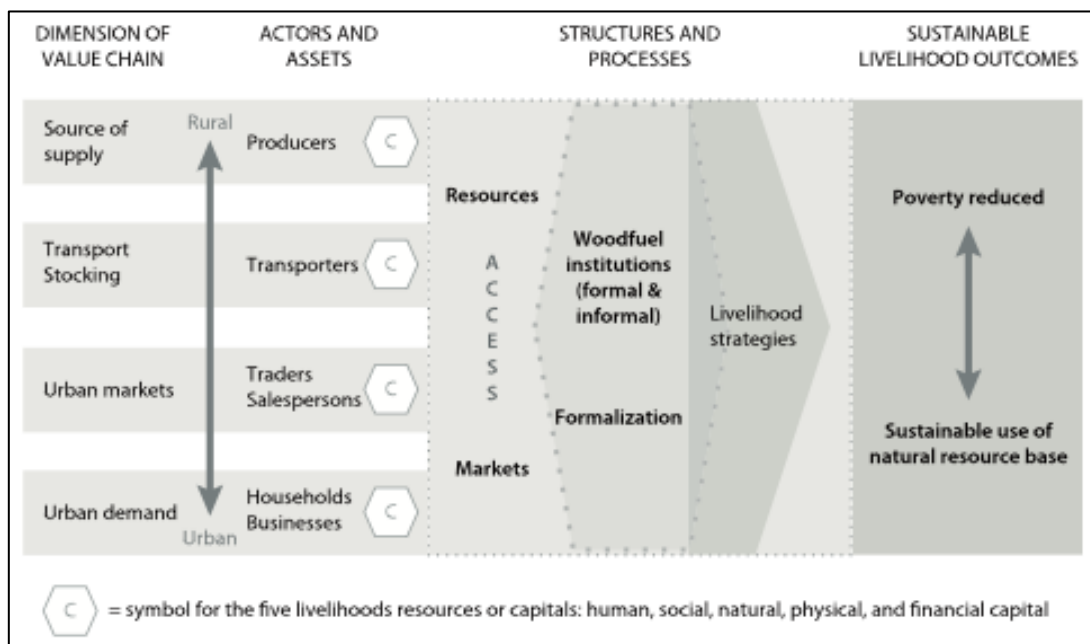 DIMENSION OF
VALUE CHAIN
ACTORS AND
ASSETS
STRUCTURES AND
PROCESSES
SUSTAINABLE
LIVELIHOOD OUTCOMES
Source of
supply
Rural
Producers
C
Transport
Stocking
Transporters
C
Urban markets
Traders
Salespersons
C
Urban demand
Urban
Households
Businesses
C
Resources
ACCESS
Markets
Woodfuel
institutions
(formal &
informal)
Formalization
Livelihood
strategies
Poverty reduced
Sustainable use of
natural resource base
C = symbol for the five livelihoods resources or capitals: human, social, natural, physical, and financial capital